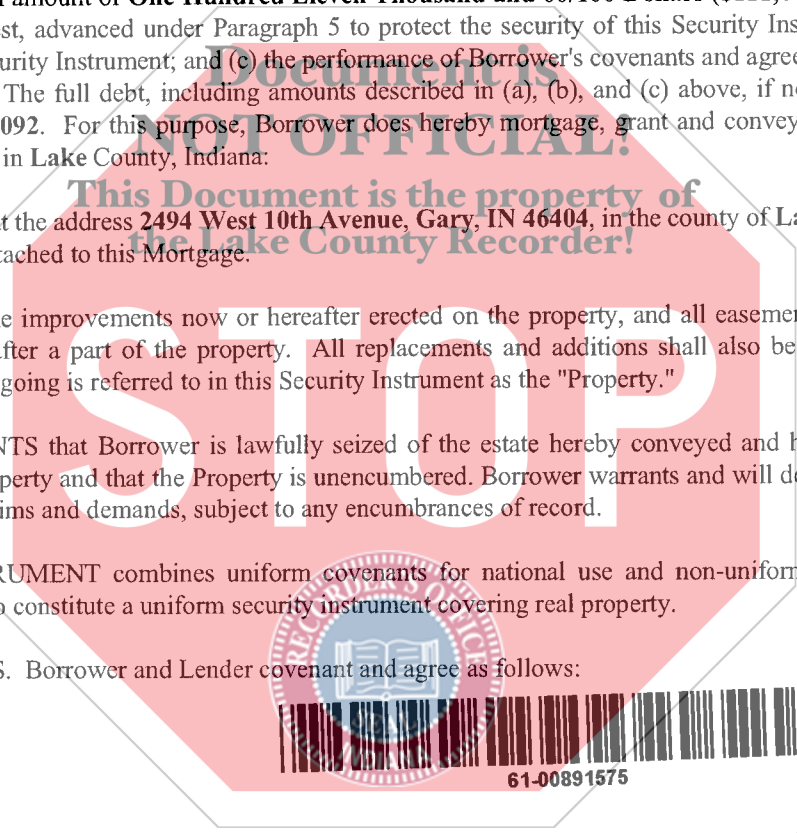 amount of One Hundred Eleven Thousand and 00/100 Dollars
st, advanced under Paragraph 5 to protect the security of this Security Ins
urity Instrument; and (c) the performance of Borrower's covenants and agree
Document is
The full debt, including amounts described in (a), (b), and (c) above, if n
092. For this purpose, Borrower does hereby mortgage, grant and convey
NOT OFFICIAL!
in Lake County, Indiana:
This Document is the property of
t the address 2494 West 10th Avenue, Gary, IN 46404, in the county of La
the Lake County Recorder!
tached to this Mortgage.
e improvements now or hereafter erected on the property, and all easemen
after a part of the property. All replacements and additions shall also be
going is referred to in this Security Instrument as the "Property."
STOP
NTS that Borrower is lawfully seized of the estate hereby conveyed and h
perty and that the Property is unencumbered. Borrower warrants and will de
ims and demands, subject to any encumbrances of record.
RUMENT combines uniform covenants for national use and non-uniform
o constitute a uniform security instrument covering real property.
RECORDER'S OFFICE
S. Borrower and Lender covenant and agree as follows:
SEAL
INDIANA
61-00891575